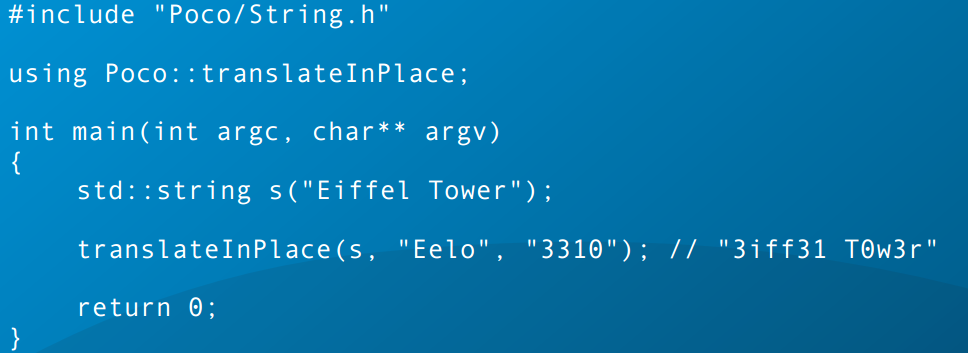 #include "Poco/String.h"
using Poco::translateInPlace;
int main(int argc, char** argv)
{
std::string s("Eiffel Tower");
translateInPlace(s, "Eelo", "3310"); // "3iff31 T0w3r"
return 0;
}